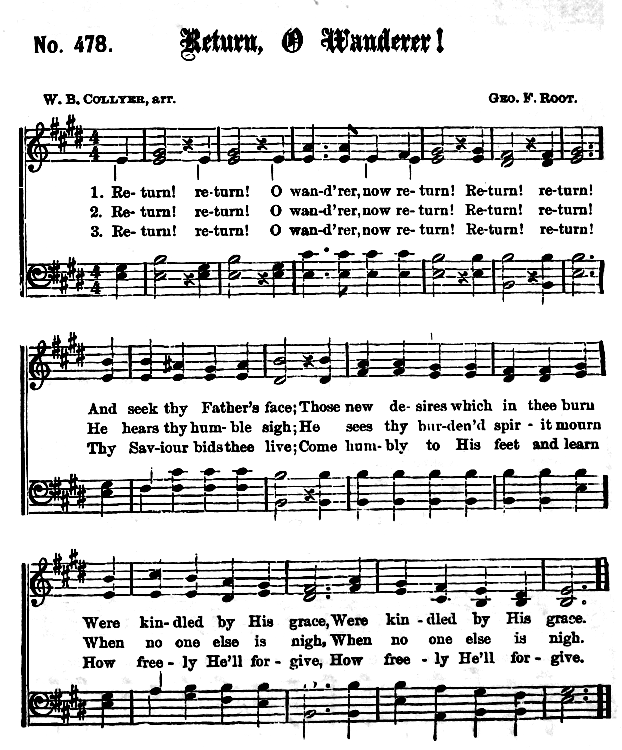 No. 478. Return, O Wanderer!
W. B. COLLYER, arr. GEO. F. ROOT.
1. Re-turn! re-turn! O wand'rer, now re-turn! Re-turn! re-turn!
2. Re-turn! re-turn! O wand'rer, now re-turn! Re-turn! re-turn!
3. Re-turn! re-turn! O wand'rer, now re-turn! Re-turn! re-turn!
And seek thy Father's face; Those new de-sires which in thee burn
He hears thy hum-ble sigh; He sees thy bur-den'd spir-it mourn
Thy Sav-iour bids thee live; Come hum-bly to His feet and learn
Were kin-dled by His grace, Were kin-dled by His grace.
When no one else is nigh, When no one else is nigh.
How free-ly He'll for-give, How free-ly He'll for-give.